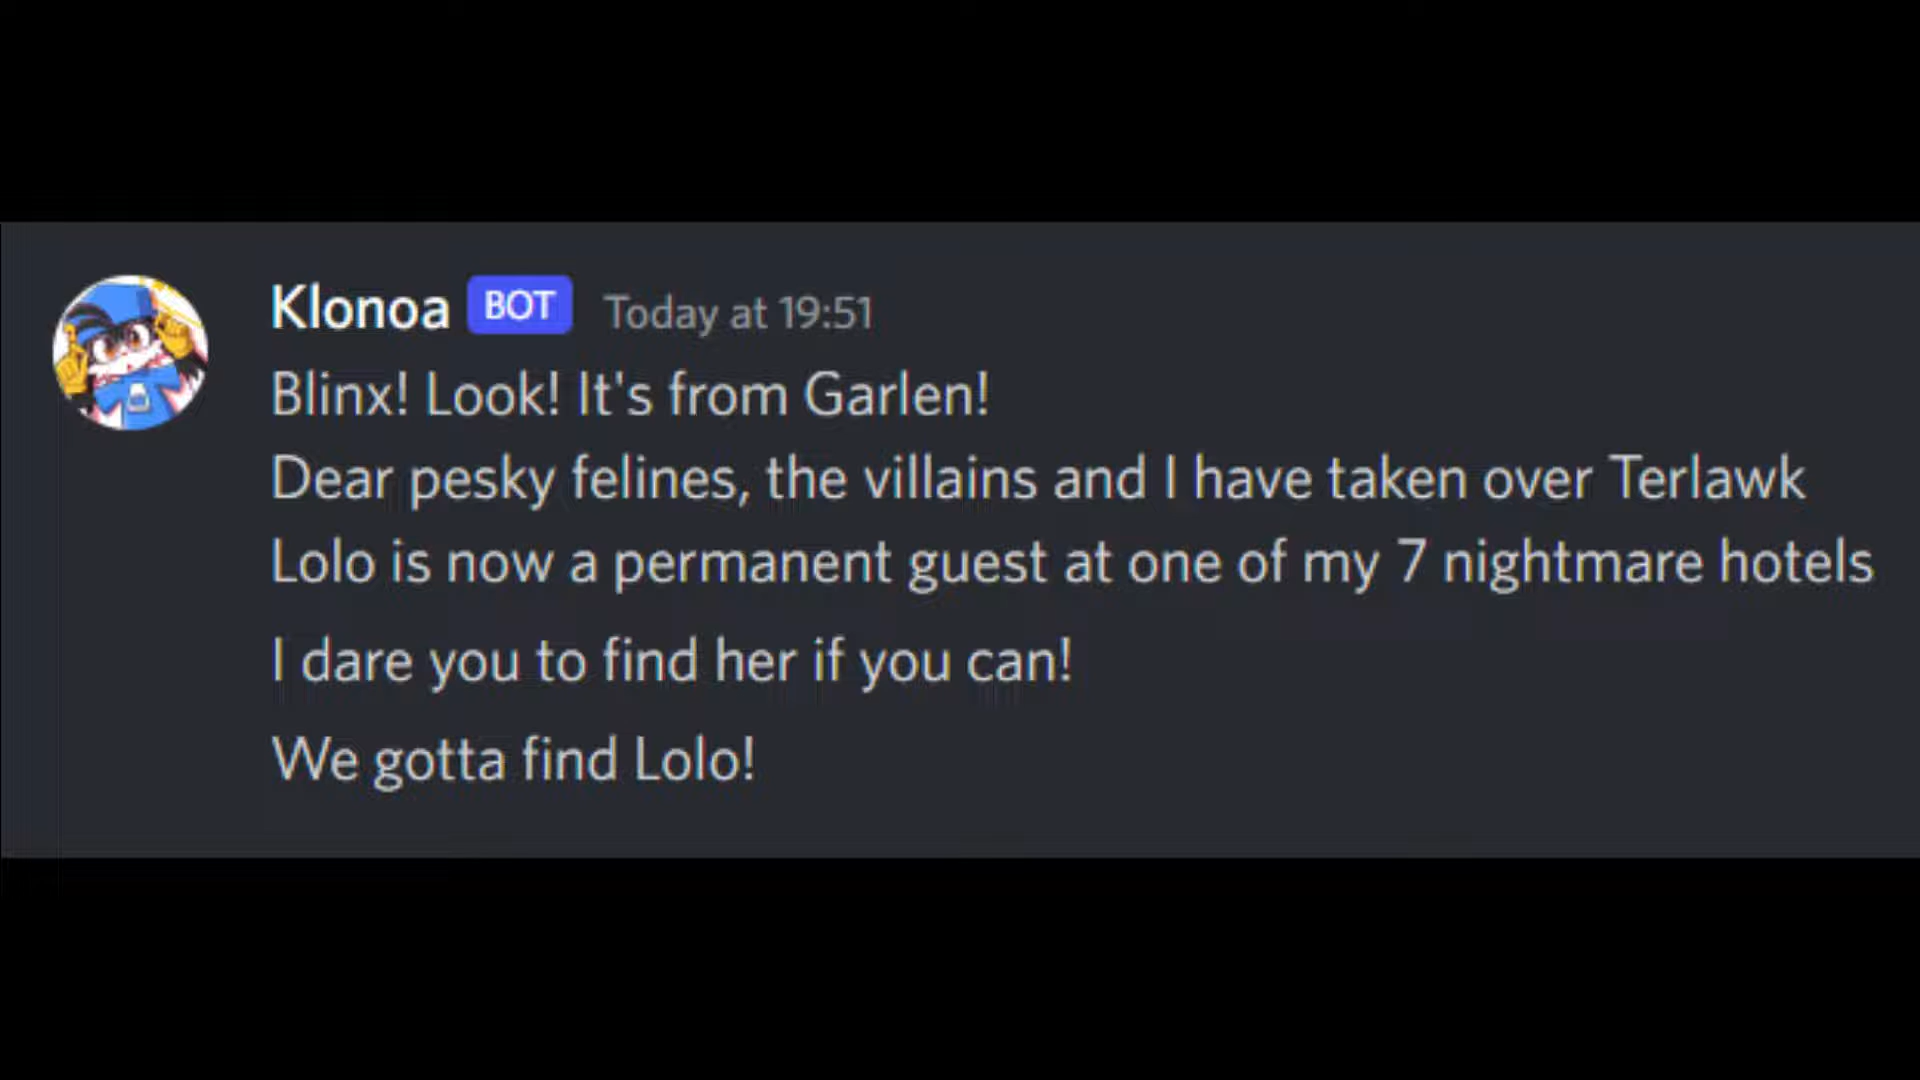 Klonoa BOT Today at 19:51
Blinx! Look! It's from Garlen!
Dear pesky felines, the villains and I have taken over Terlawk
Lolo is now a permanent guest at one of my 7 nightmare hotels
I dare you to find her if you can!
We gotta find Lolo!